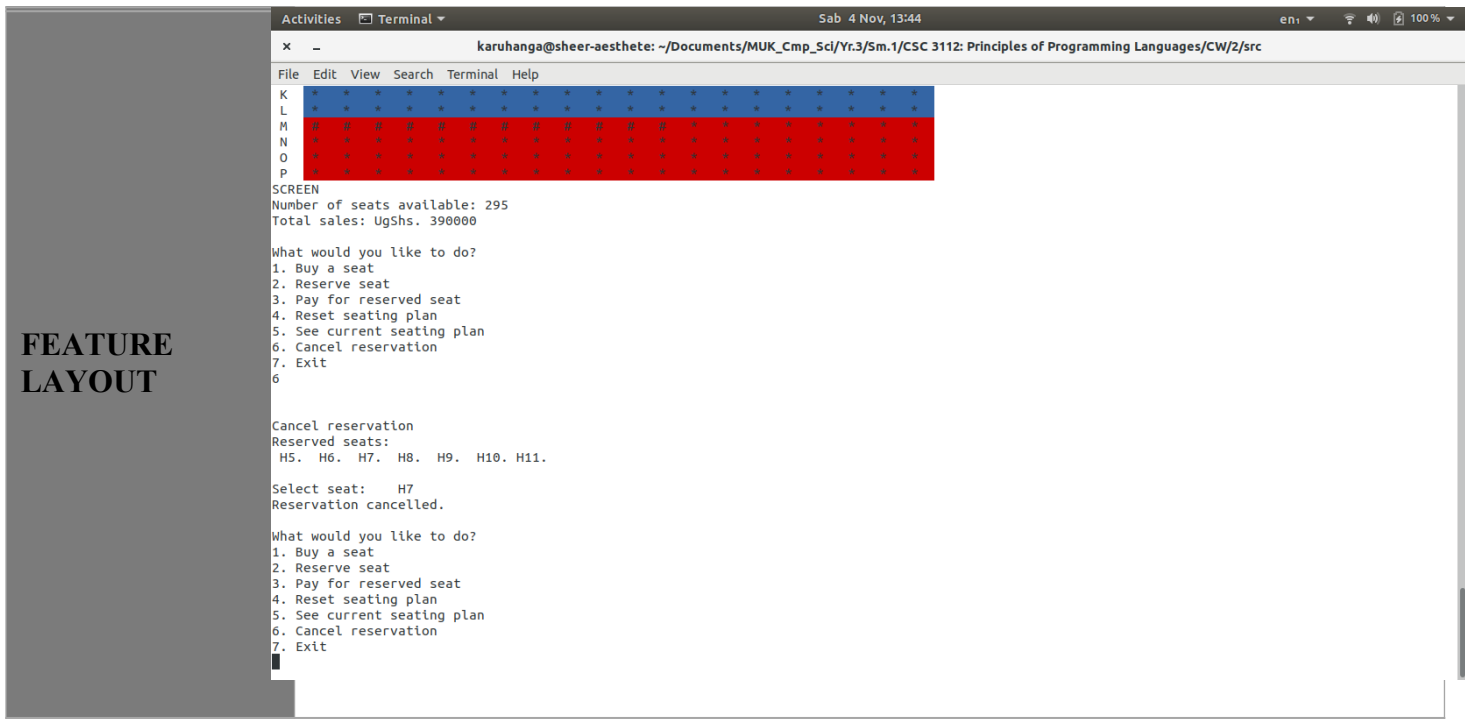 Activities Terminal Sab 4 Nov, 13:44 en₁ 100 %
karuhanga@sheer-aesthete: ~/Documents/MUK_Cmp_Sci/Yr.3/Sm.1/CSC 3112: Principles of Programming Languages/CW/2/src
File Edit View Search Terminal Help
K * * * * * * * * * * * * * * * * * * * *
L * * * * * * * * * * * * * * * * * * * *
M # # # # # # # # # # # # * * * * * * * *
N * * * * * * * * * * * * * * * * * * * *
O * * * * * * * * * * * * * * * * * * * *
P * * * * * * * * * * * * * * * * * * * *
SCREEN
Number of seats available: 295
Total sales: UgShs. 390000
What would you like to do?
1. Buy a seat
2. Reserve seat
3. Pay for reserved seat
4. Reset seating plan
5. See current seating plan
6. Cancel reservation
7. Exit
6
Cancel reservation
Reserved seats:
H5. H6. H7. H8. H9. H10. H11.
Select seat: H7
Reservation cancelled.
What would you like to do?
1. Buy a seat
2. Reserve seat
3. Pay for reserved seat
4. Reset seating plan
5. See current seating plan
6. Cancel reservation
7. Exit
FEATURE
LAYOUT